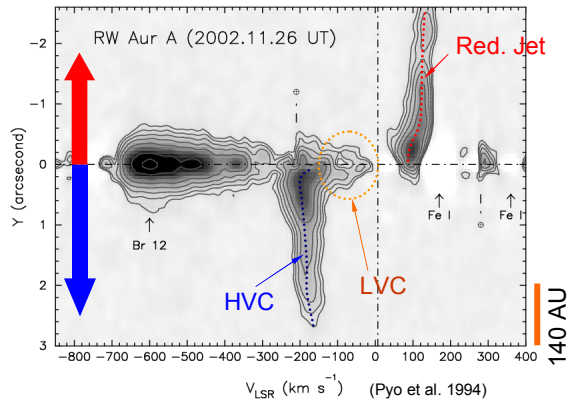 RW Aur A (2002.11.26 UT)
Red. Jet
-2
-1
0
1
2
3
Y (arcsecond)
⊕
Br 12
HVC
LVC
Fe I
⊕
Fe I
140 AU
-800 -700 -600 -500 -400 -300 -200 -100 0 100 200 300 400
V_LSR (km s⁻¹) (Pyo et al. 1994)